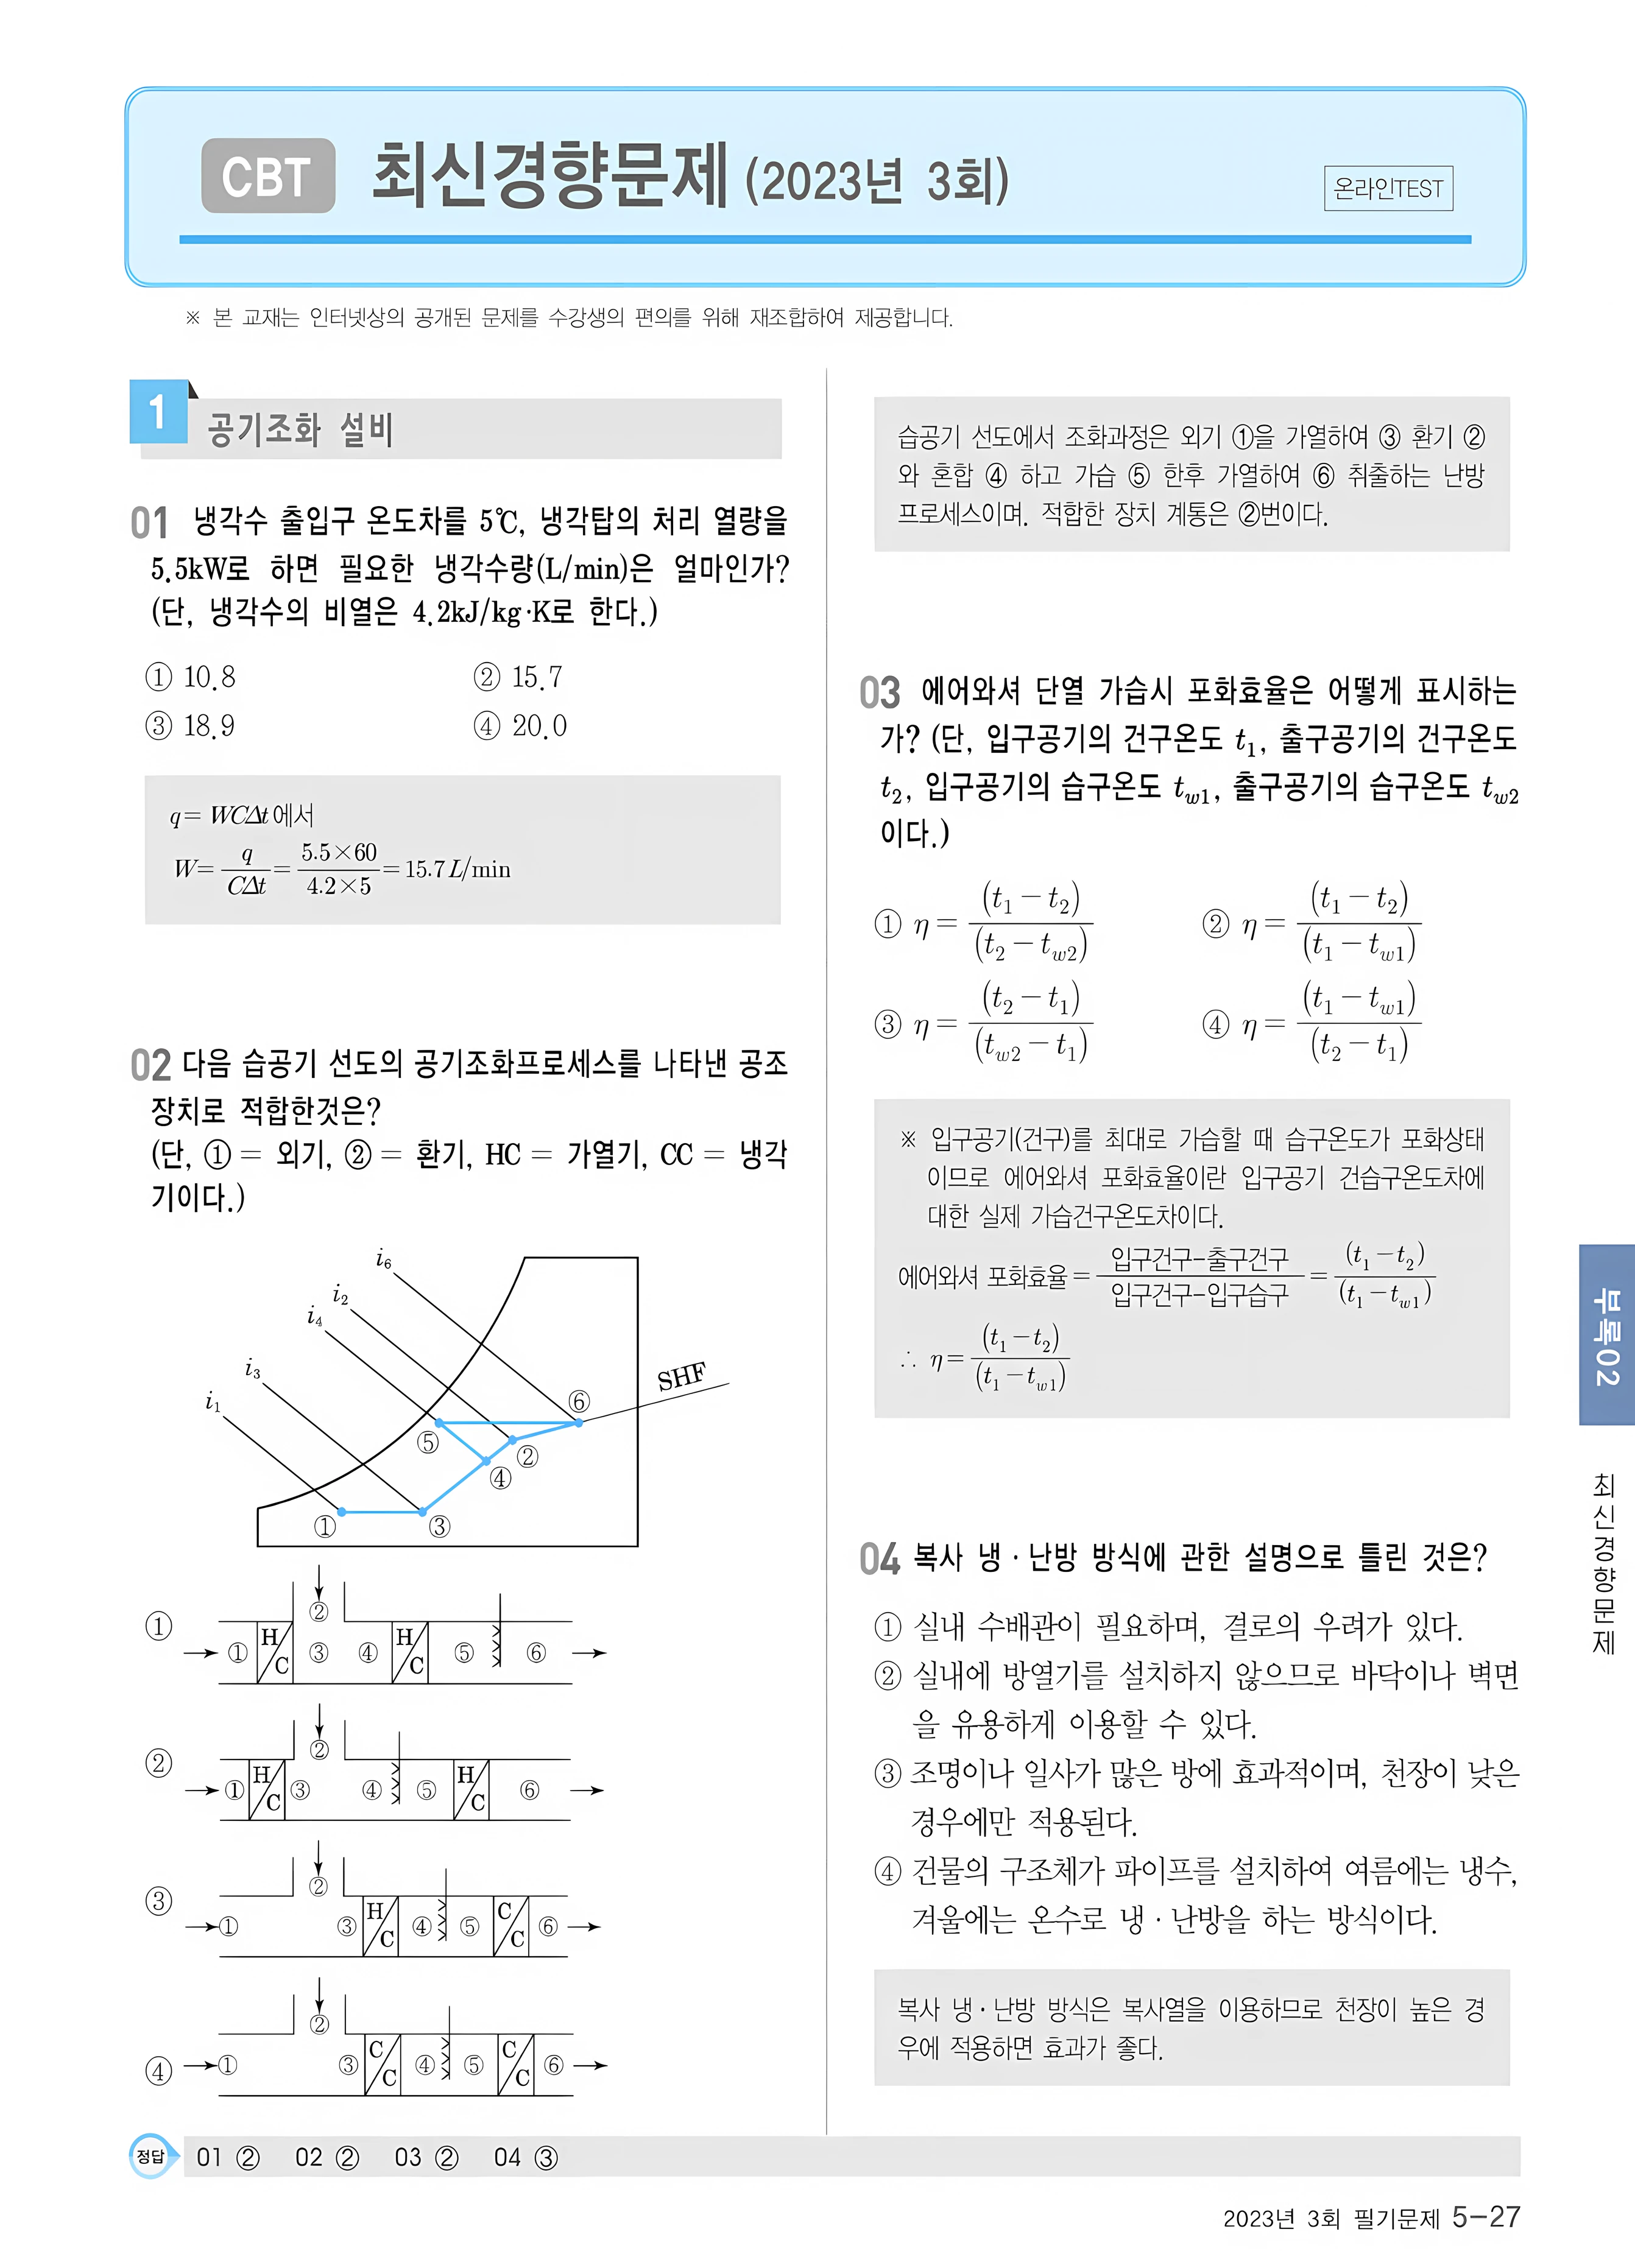 CBT 최신경향문제 (2023년 3회)
온라인TEST
※ 본 교재는 인터넷상의 공개된 문제를 수강생의 편의를 위해 재조합하여 제공합니다.
1 공기조화 설비
01 냉각수 출입구 온도차를 5℃, 냉각탑의 처리 열량을
5.5kW로 하면 필요한 냉각수량(L/min)은 얼마인가?
(단, 냉각수의 비열은 4.2kJ/kg·K로 한다.)
① 10.8 ② 15.7
③ 18.9 ④ 20.0
q = WCΔt 에서
W = q/(CΔt) = (5.5×60)/(4.2×5) = 15.7 L/min
02 다음 습공기 선도의 공기조화프로세스를 나타낸 공조
장치로 적합한것은?
(단, ① = 외기, ② = 환기, HC = 가열기, CC = 냉각
기이다.)
i6
i2
i4
i3
i1
SHF
⑥
⑤
②
④
① ③
②
① → ① H/C ③ ④ H/C ⑤ ⑥ →
②
② → ① H/C ③ ④ ⑤ H/C ⑥ →
②
③ → ① ③ H/C ④ ⑤ C/C ⑥ →
②
④ → ① ③ C/C ④ ⑤ C/C ⑥ →
습공기 선도에서 조화과정은 외기 ①을 가열하여 ③ 환기 ②
와 혼합 ④ 하고 가습 ⑤ 한후 가열하여 ⑥ 취출하는 난방
프로세스이며. 적합한 장치 계통은 ②번이다.
03 에어와셔 단열 가습시 포화효율은 어떻게 표시하는
가? (단, 입구공기의 건구온도 t1, 출구공기의 건구온도
t2, 입구공기의 습구온도 tw1, 출구공기의 습구온도 tw2
이다.)
① η = (t1 − t2)/(t2 − tw2) ② η = (t1 − t2)/(t1 − tw1)
③ η = (t2 − t1)/(tw2 − t1) ④ η = (t1 − tw1)/(t2 − t1)
※ 입구공기(건구)를 최대로 가습할 때 습구온도가 포화상태
이므로 에어와셔 포화효율이란 입구공기 건습구온도차에
대한 실제 가습건구온도차이다.
에어와셔 포화효율 = (입구건구−출구건구)/(입구건구−입구습구) = (t1 − t2)/(t1 − tw1)
∴ η = (t1 − t2)/(t1 − tw1)
04 복사 냉·난방 방식에 관한 설명으로 틀린 것은?
① 실내 수배관이 필요하며, 결로의 우려가 있다.
② 실내에 방열기를 설치하지 않으므로 바닥이나 벽면
을 유용하게 이용할 수 있다.
③ 조명이나 일사가 많은 방에 효과적이며, 천장이 낮은
경우에만 적용된다.
④ 건물의 구조체가 파이프를 설치하여 여름에는 냉수,
겨울에는 온수로 냉·난방을 하는 방식이다.
복사 냉·난방 방식은 복사열을 이용하므로 천장이 높은 경
우에 적용하면 효과가 좋다.
부록02
최신경향문제
정답 01 ② 02 ② 03 ② 04 ③
2023년 3회 필기문제 5-27